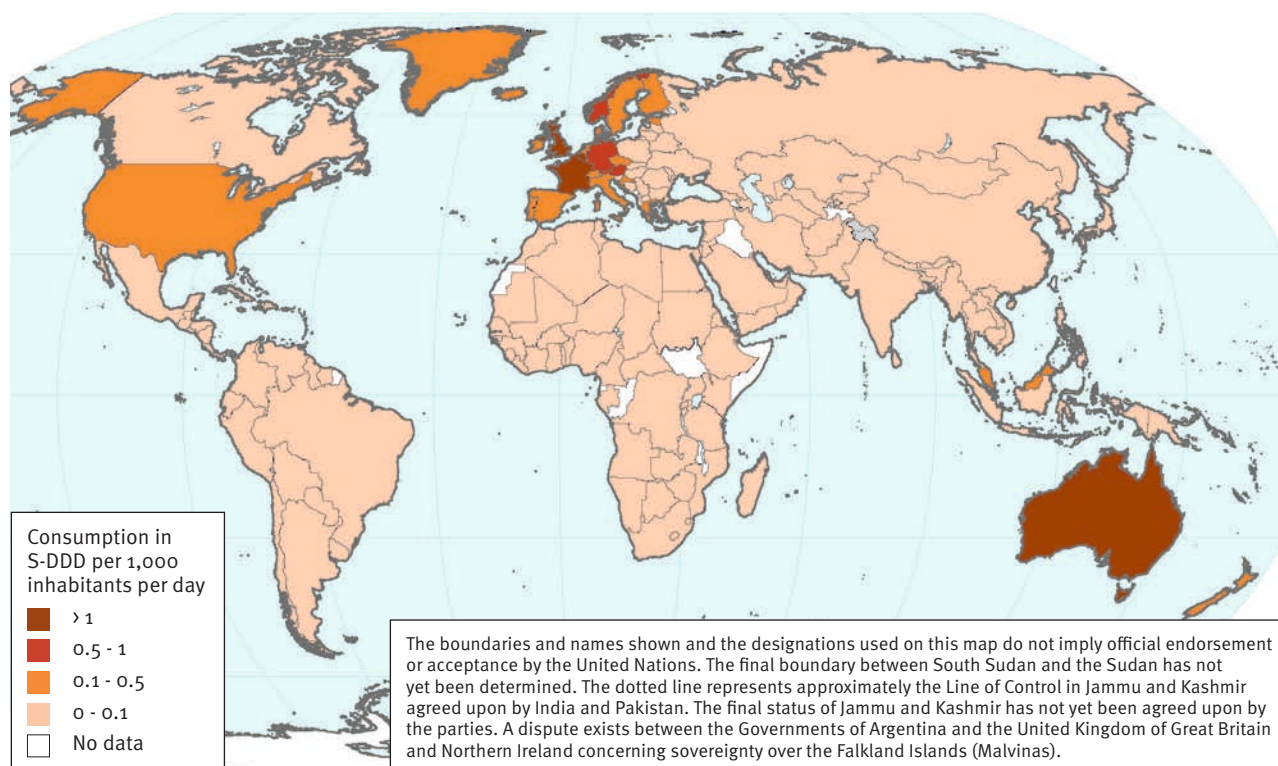 Consumption in
S-DDD per 1,000
inhabitants per day
> 1
0.5 - 1
0.1 - 0.5
0 - 0.1
No data
The boundaries and names shown and the designations used on this map do not imply official endorsement
or acceptance by the United Nations. The final boundary between South Sudan and the Sudan has not
yet been determined. The dotted line represents approximately the Line of Control in Jammu and Kashmir
agreed upon by India and Pakistan. The final status of Jammu and Kashmir has not yet been agreed upon by
the parties. A dispute exists between the Governments of Argentina and the United Kingdom of Great Britain
and Northern Ireland concerning sovereignty over the Falkland Islands (Malvinas).